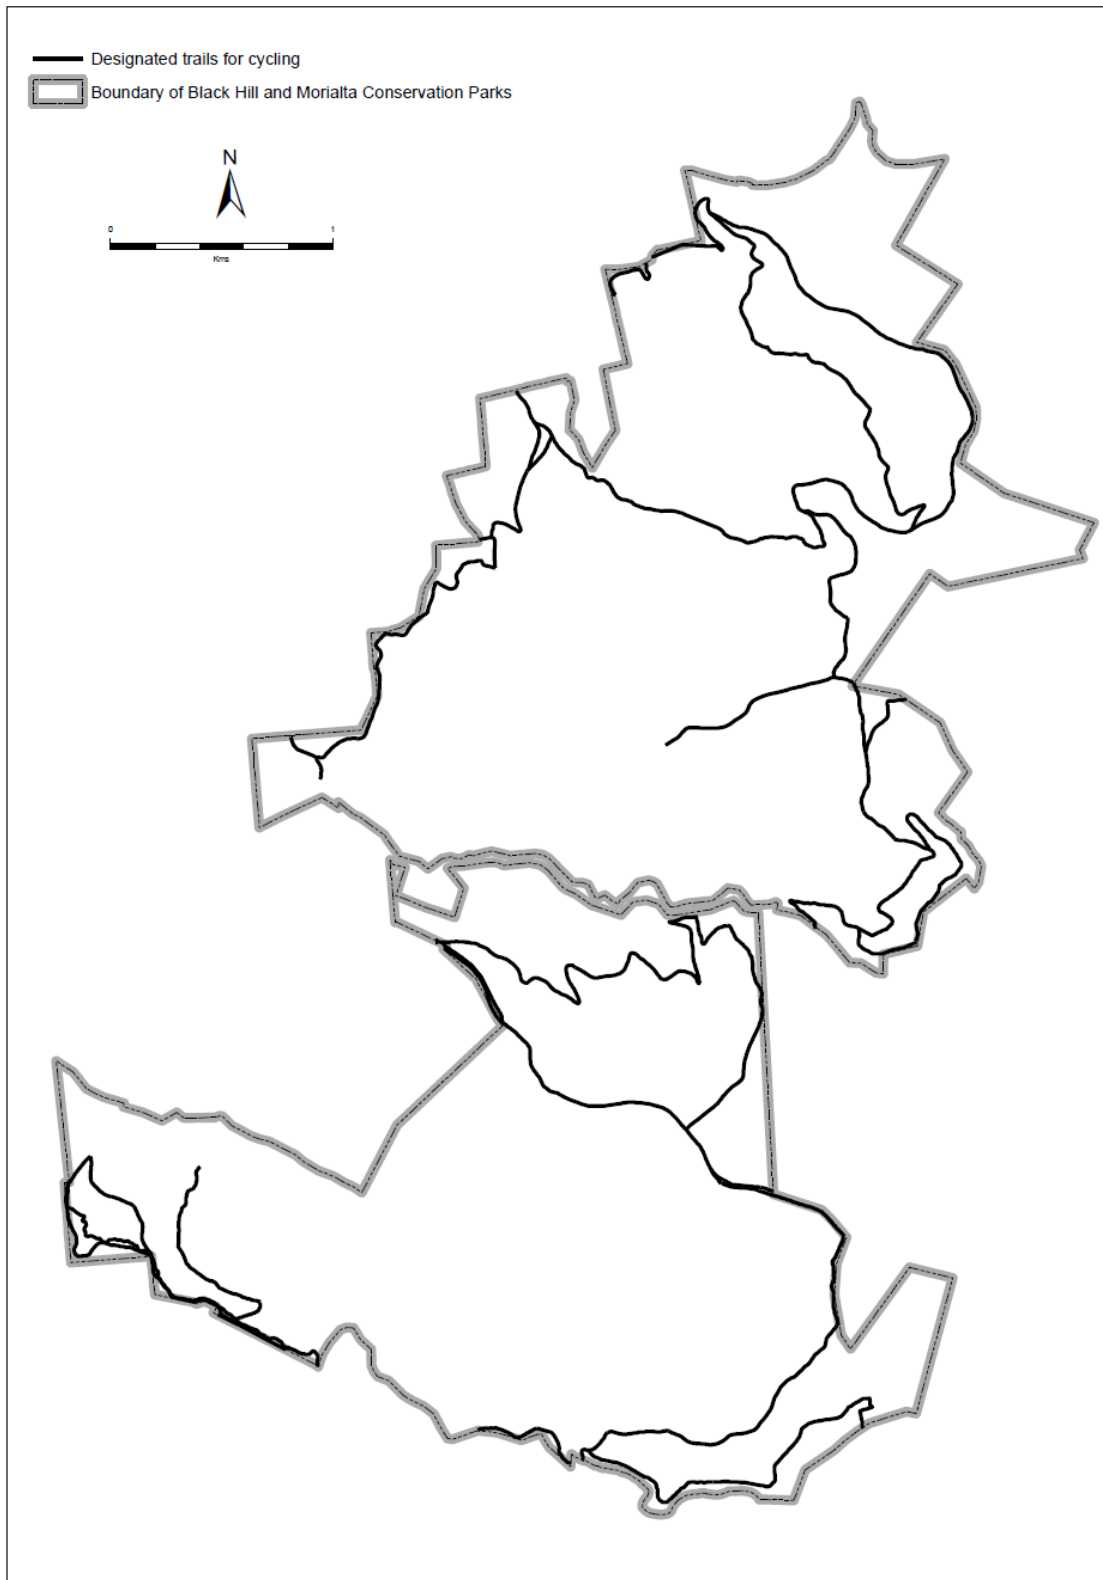 Designated trails for cycling
Boundary of Black Hill and Morialta Conservation Parks
N
0 1
Kms